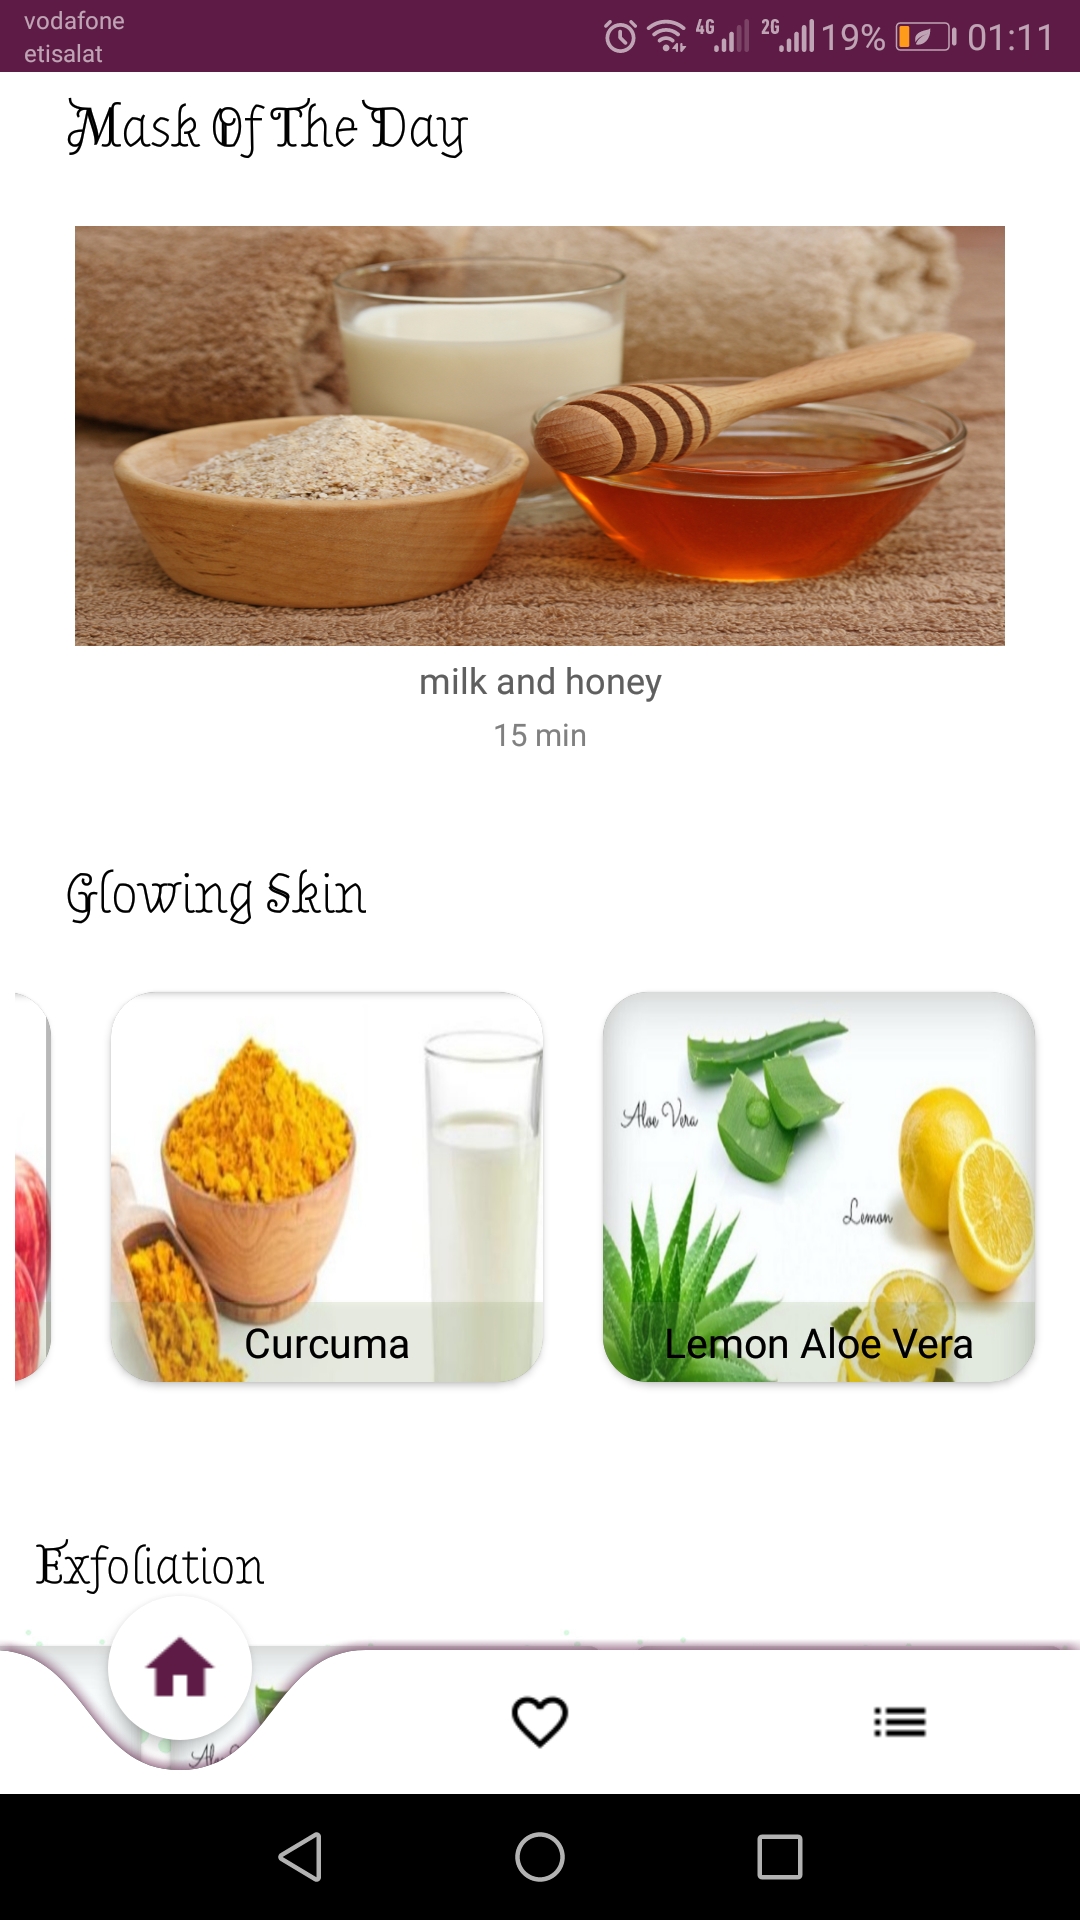 vodafone
etisalat
4G 2G 19% 01:11
Mask Of The Day
milk and honey
15 min
Glowing Skin
Aloe Vera
Lemon
Curcuma
Lemon Aloe Vera
Exfoliation